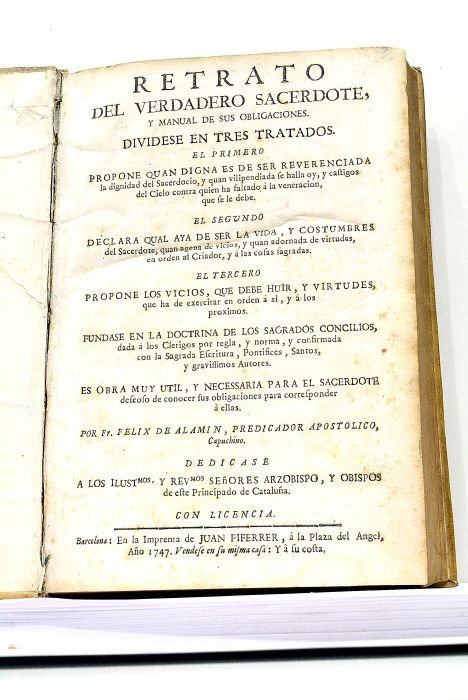 RETRATO
DEL VERDADERO SACERDOTE,
Y MANUAL DE SUS OBLIGACIONES.
DIVIDESE EN TRES TRATADOS.
EL PRIMERO
PROPONE QUAN DIGNA ES DE SER REVERENCIADA
la dignidad del Sacerdocio, y quan vilipendiada ſe halla oy, y caſtigos
del Cielo contra quien ha faltado à la veneracion,
que ſe le debe.
EL SEGUNDO
DECLARA QUAL AYA DE SER LA VIDA, Y COSTUMBRES
del Sacerdote, quan agena de vicios, y quan adornada de virtudes,
en orden al Criador, y à las coſas ſagradas.
EL TERCERO
PROPONE LOS VICIOS, QUE DEBE HUIR, Y VIRTUDES,
que ha de exercitar en orden à sì, y à los
proximos.
FUNDASE EN LA DOCTRINA DE LOS SAGRADOS CONCILIOS,
dada à los Clerigos por regla, y norma, y confirmada
con la Sagrada Eſcritura, Pontifices, Santos,
y graviſſimos Autores.
ES OBRA MUY UTIL, Y NECESSARIA PARA EL SACERDOTE
deſeoſo de conocer ſus obligaciones para correſponder
à ellas.
POR Fr. FELIX DE ALAMIN, PREDICADOR APOSTOLICO,
Capuchino.
DEDICASE
A LOS ILUSTMOS. Y REVMOS SEñORES ARZOBISPO, Y OBISPOS
de eſte Principado de Cataluña.
CON LICENCIA.
Barcelona: En la Imprenta de JUAN PIFERRER, à la Plaza del Angel,
Año 1747. Vendeſe en ſu miſma caſa: Y à ſu coſta.